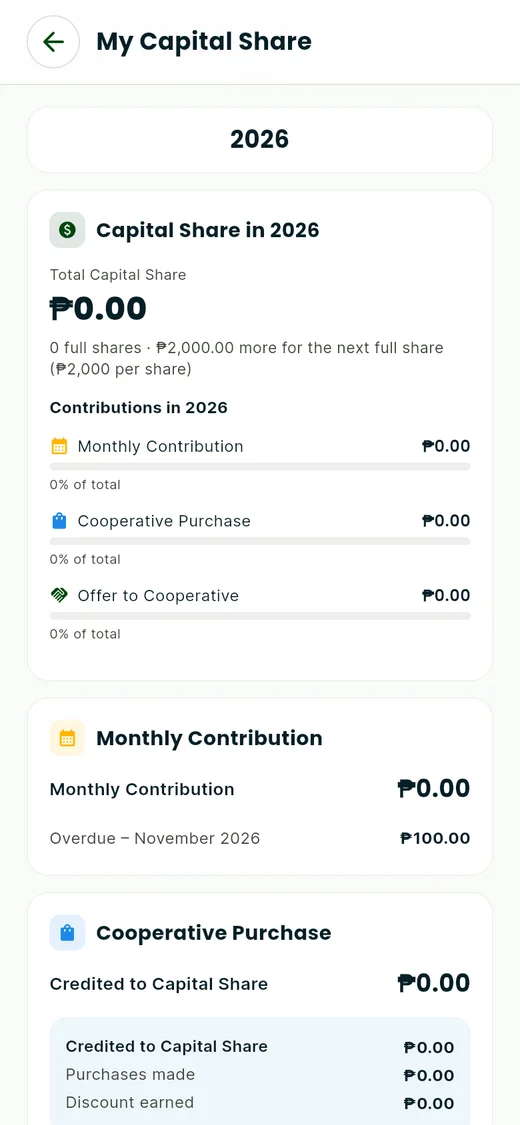 My Capital Share
2026
Capital Share in 2026
Total Capital Share
₱0.00
0 full shares · ₱2,000.00 more for the next full share
(₱2,000 per share)
Contributions in 2026
Monthly Contribution ₱0.00
0% of total
Cooperative Purchase ₱0.00
0% of total
Offer to Cooperative ₱0.00
0% of total
Monthly Contribution
Monthly Contribution ₱0.00
Overdue – November 2026 ₱100.00
Cooperative Purchase
Credited to Capital Share ₱0.00
Credited to Capital Share ₱0.00
Purchases made ₱0.00
Discount earned ₱0.00